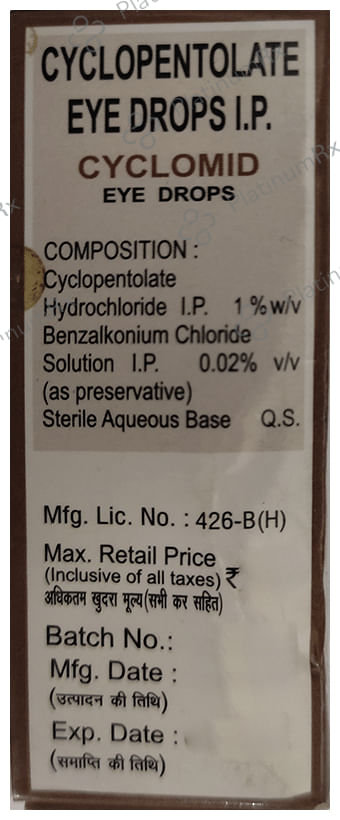 CYCLOPENTOLATE
EYE DROPS I.P.
CYCLOMID
EYE DROPS
COMPOSITION :
Cyclopentolate
Hydrochloride I.P. 1 % w/v
Benzalkonium Chloride
Solution I.P. 0.02% v/v
(as preservative)
Sterile Aqueous Base Q.S.
Mfg. Lic. No. : 426-B(H)
Max. Retail Price
(Inclusive of all taxes) ₹
अधिकतम खुदरा मूल्य(सभी कर सहित)
Batch No.:
Mfg. Date :
(उत्पादन की तिथि)
Exp. Date :
(समाप्ति की तिथि)
PlatinumRx